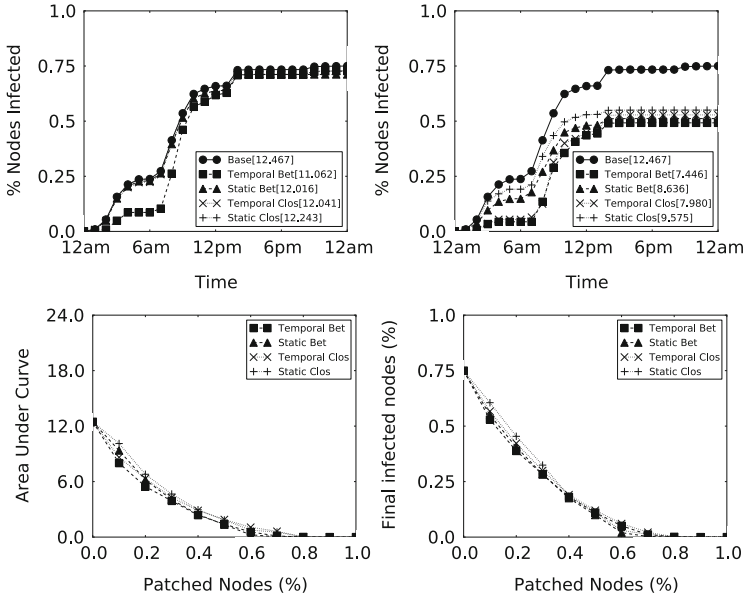 % Nodes Infected
0.75
0.5
0.25
0.0
12am
6am
12pm
6pm
12am
Time
Base[12.467]
Temporal Bet[11.062]
Static Bet[12.016]
Temporal Clos[12.041]
Static Clos[12.243]
% Nodes Infected
0.75
0.5
0.25
0.0
12am
6am
12pm
6pm
12am
Time
Base[12.467]
Temporal Bet[7.446]
Static Bet[8.636]
Temporal Clos[7.980]
Static Clos[9.575]
Area Under Curve
24.0
18.0
12.0
6.0
0.0
0.0
0.2
0.4
0.6
0.8
1.0
Patched Nodes (%)
Temporal Bet
Static Bet
Temporal Clos
Static Clos
Final infected nodes (%)
1.0
0.75
0.5
0.25
0.0
0.0
0.2
0.4
0.6
0.8
1.0
Patched Nodes (%)
Temporal Bet
Static Bet
Temporal Clos
Static Clos